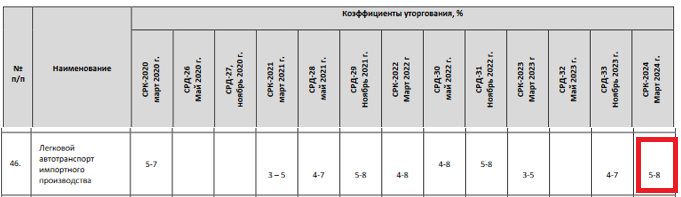 Коэффициенты уторгования, %
№
п/п
Наименование
СРК-2020
март 2020 г.
СРД-26
Май 2020 г.
СРД-27,
ноябрь 2020 г.
СРК-2021
март 2021 г.
СРД-28
май 2021 г.
СРД-29
Ноябрь 2021 г.
СРК-2022
Март 2022 г
СРД-30
май 2022 г.
СРД-31
Ноябрь 2022 г.
СРК-2023
Март 2023 г
СРД-32
май 2023 г.
СРД-33
Ноябрь 2023 г.
СРК-2024
Март 2024 г.
46.
Легковой
автотранспорт
импортного
производства
5-7
3 – 5
4-7
5-8
4-8
4-8
5-8
3-5
4-7
5-8